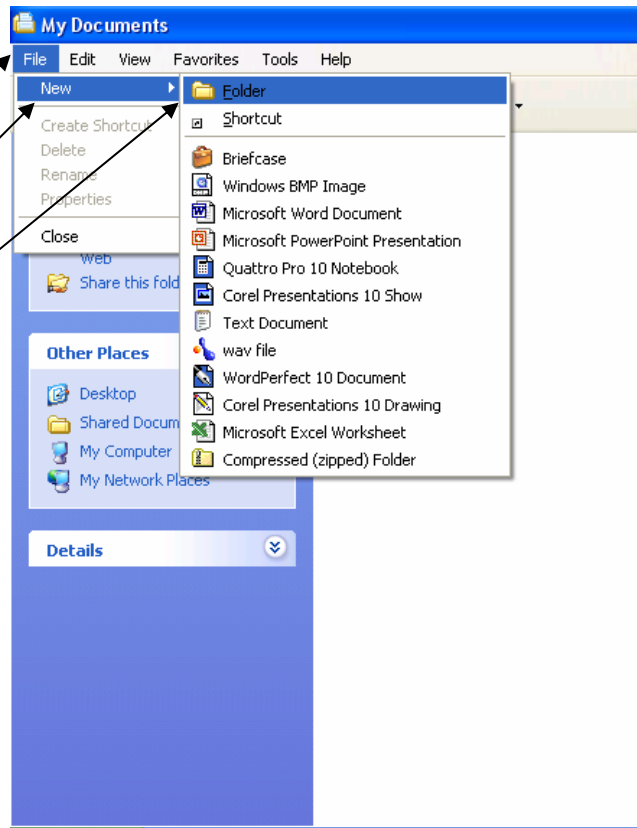 My Documents
File Edit View Favorites Tools Help
New
Create Shortcut
Delete
Rename
Properties
Close
Folder
Shortcut
Briefcase
Windows BMP Image
Microsoft Word Document
Microsoft PowerPoint Presentation
Quattro Pro 10 Notebook
Corel Presentations 10 Show
Text Document
wav file
WordPerfect 10 Document
Corel Presentations 10 Drawing
Microsoft Excel Worksheet
Compressed (zipped) Folder
Web
Share this fold
Other Places
Desktop
Shared Docum
My Computer
My Network Places
Details